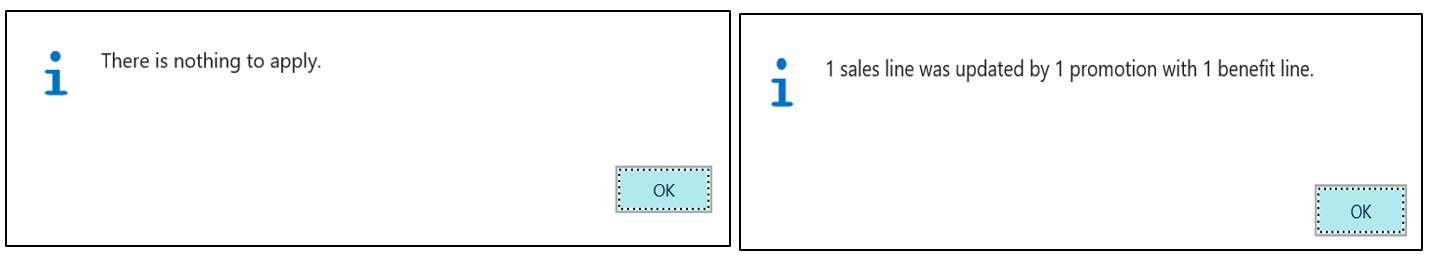 There is nothing to apply.
OK
1 sales line was updated by 1 promotion with 1 benefit line.
OK